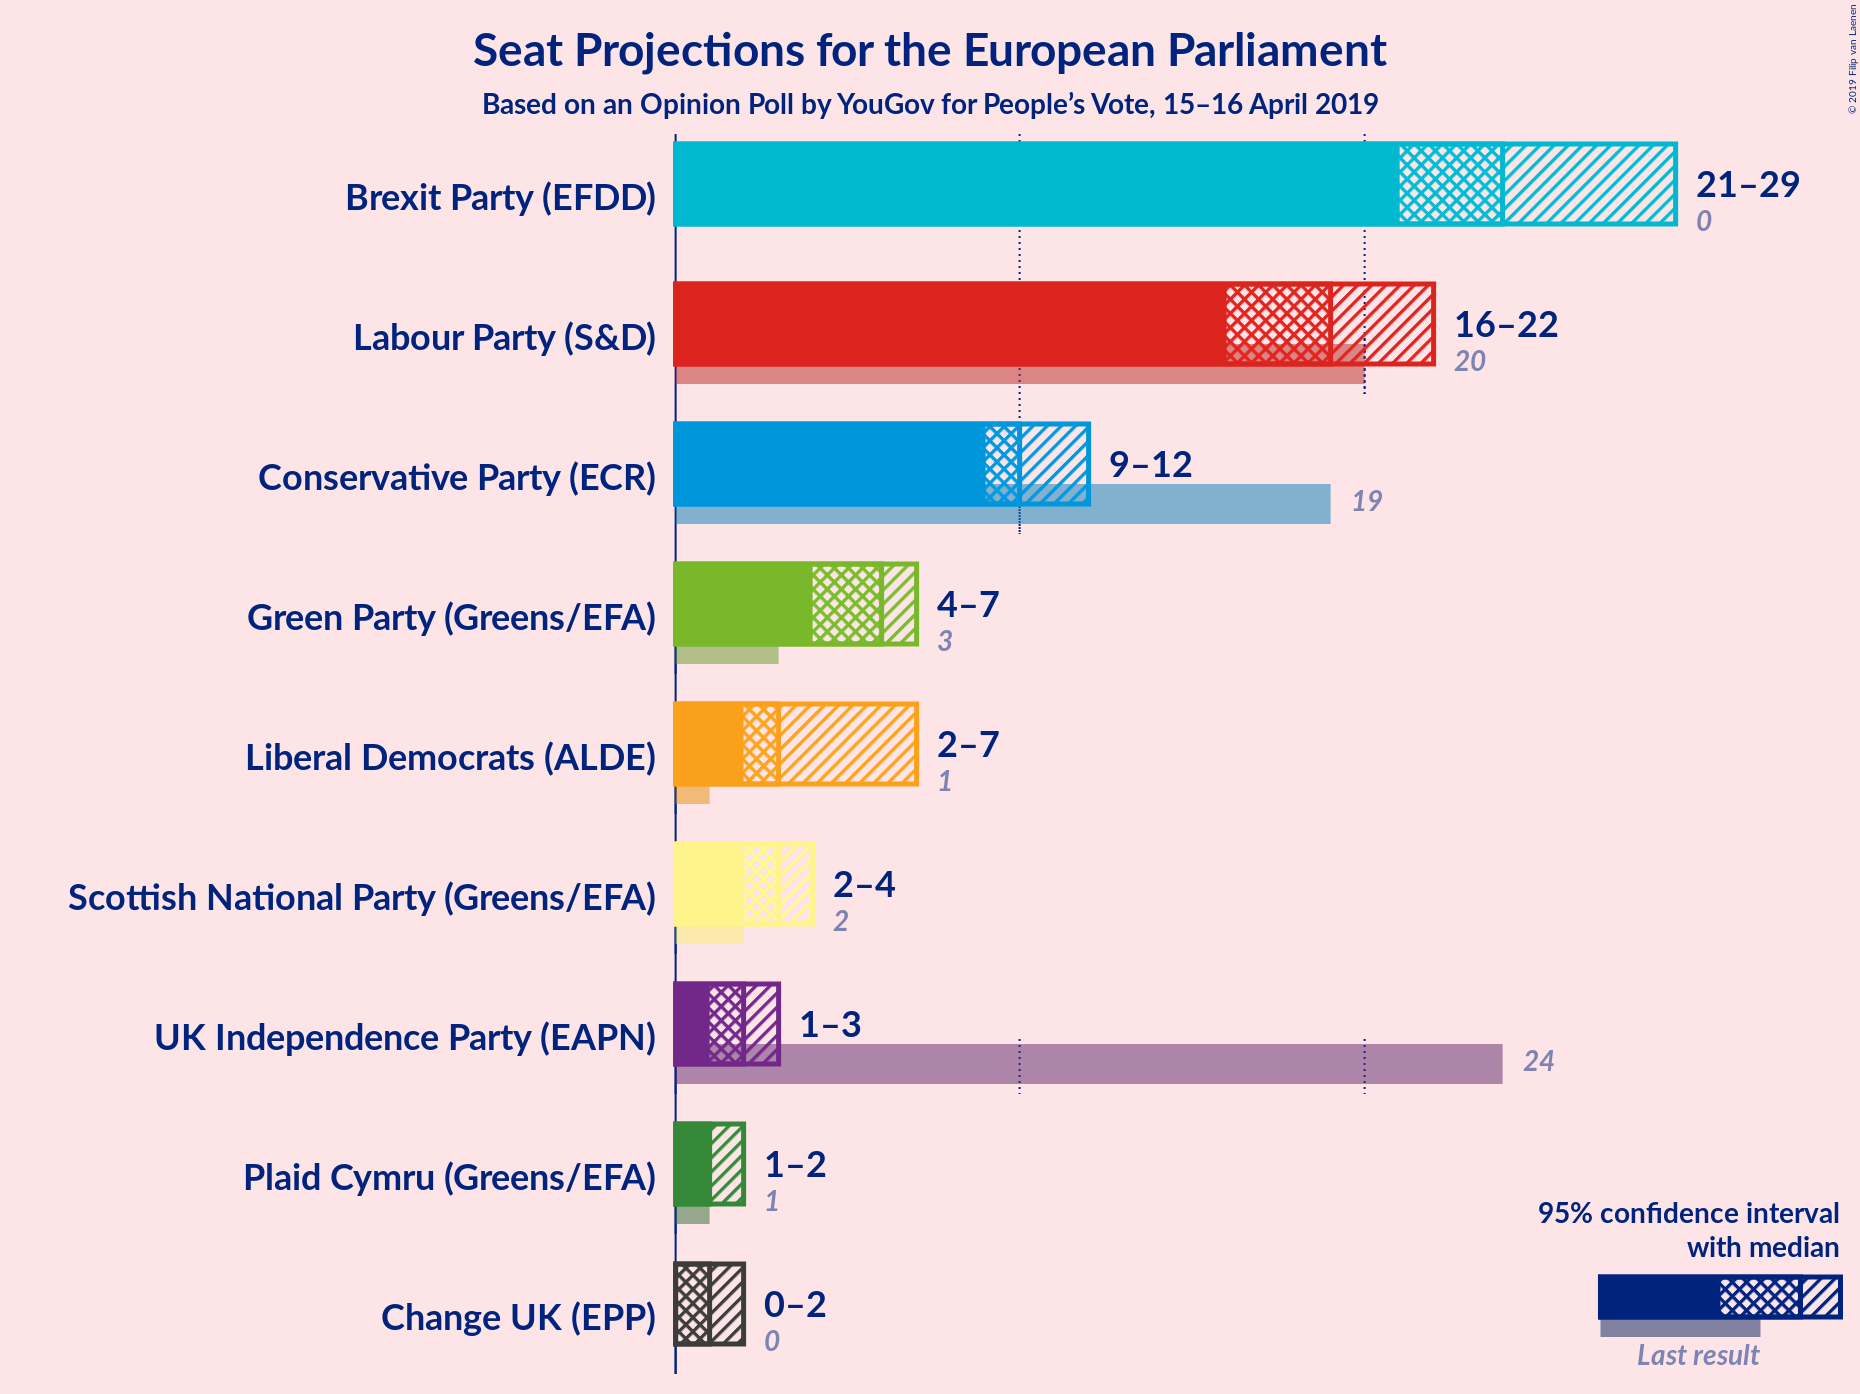 Seat Projections for the European Parliament
Based on an Opinion Poll by YouGov for People’s Vote, 15–16 April 2019
© 2019 Filip van Laenen
Brexit Party (EFDD)
21–29
0
Labour Party (S&D)
16–22
20
Conservative Party (ECR)
9–12
19
Green Party (Greens/EFA)
4–7
3
Liberal Democrats (ALDE)
2–7
1
Scottish National Party (Greens/EFA)
2–4
2
UK Independence Party (EAPN)
1–3
24
Plaid Cymru (Greens/EFA)
1–2
1
Change UK (EPP)
0–2
0
95% confidence interval
with median
Last result